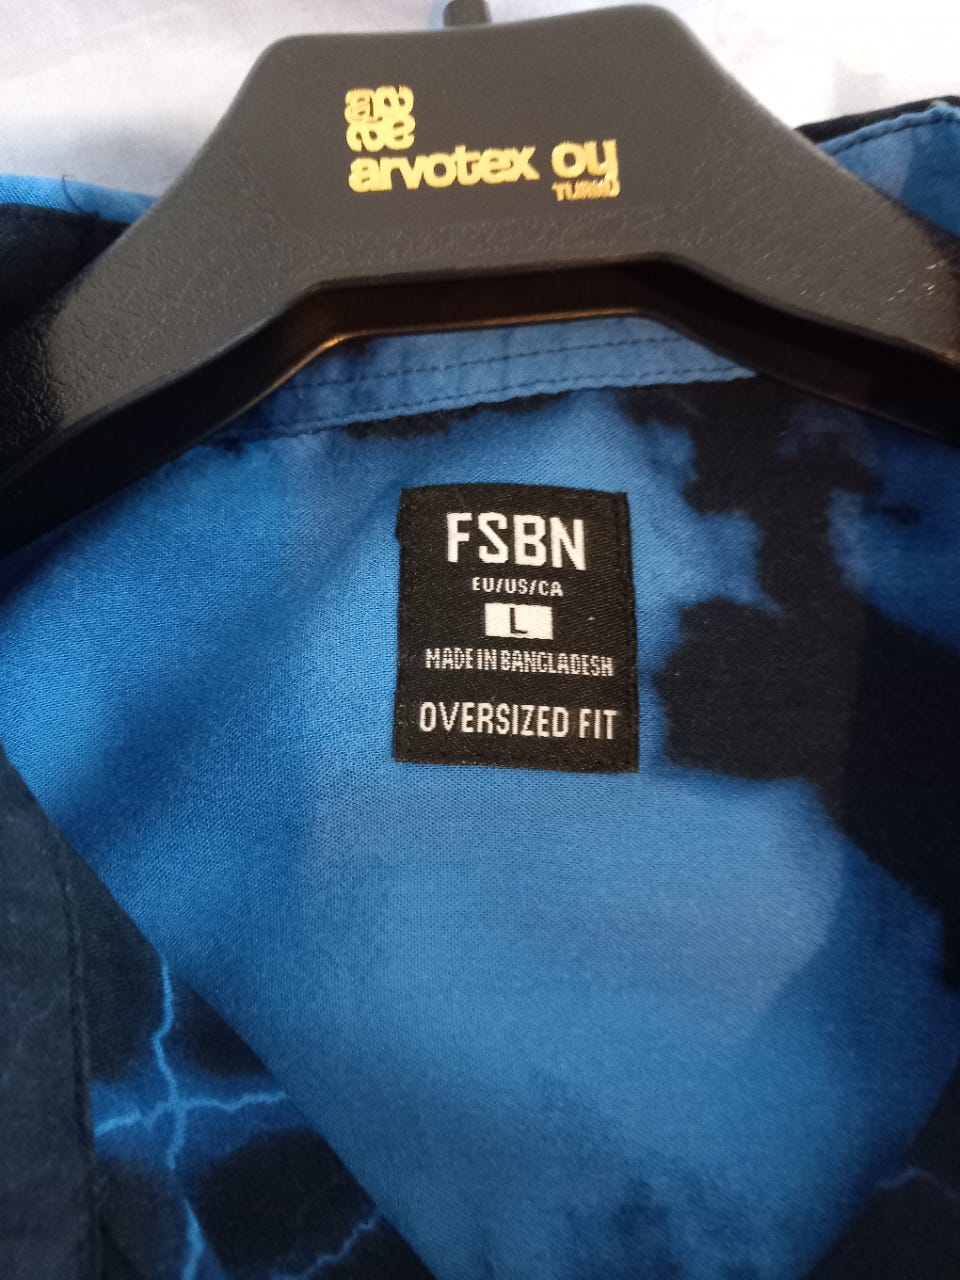 arvotex oy
TURKU
FSBN
EU/US/CA
L
MADE IN BANGLADESH
OVERSIZED FIT